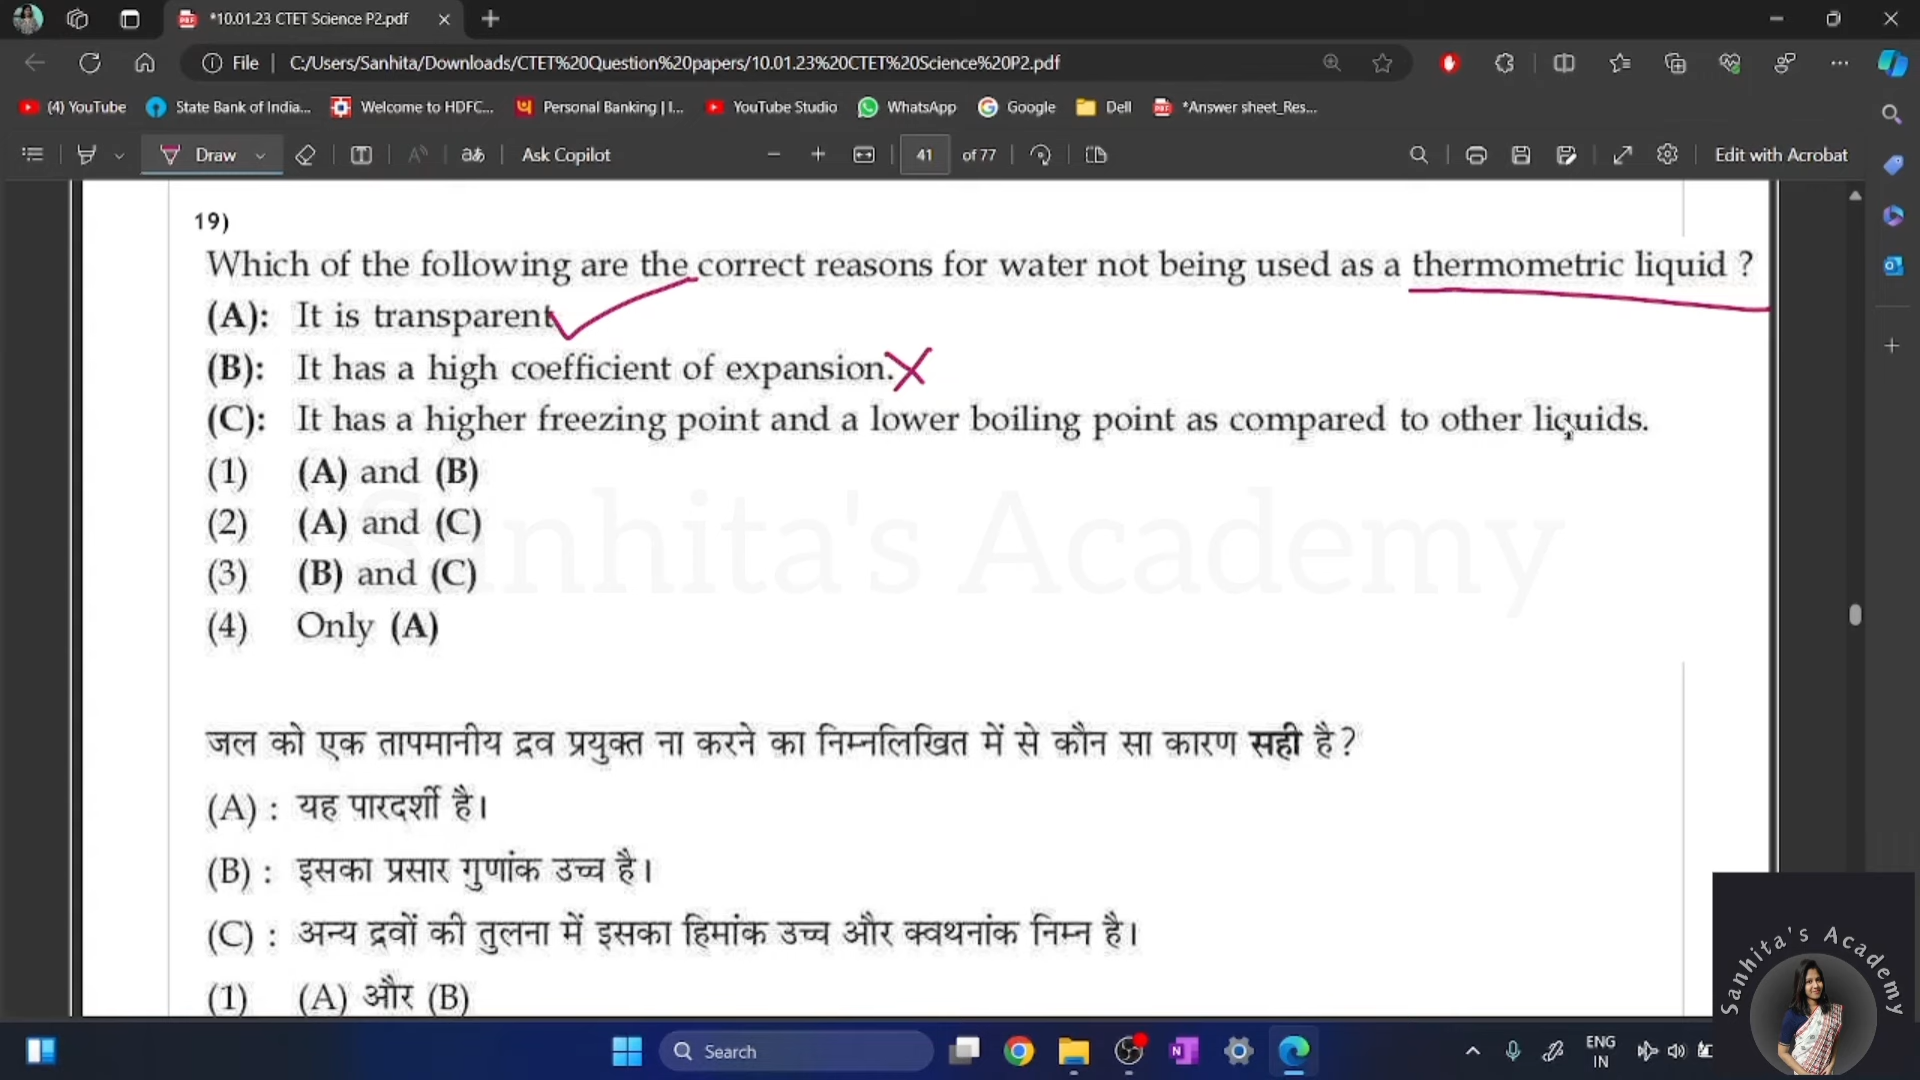 *10.01.23 CTET Science P2.pdf
File C:/Users/Sanhita/Downloads/CTET%20Question%20papers/10.01.23%20CTET%20Science%20P2.pdf
(4) YouTube State Bank of India... Welcome to HDFC... Personal Banking | I... YouTube Studio WhatsApp Google Dell *Answer sheet_Res...
Draw Ask Copilot 41 of 77 Edit with Acrobat
19)
Which of the following are the correct reasons for water not being used as a thermometric liquid ?
(A): It is transparent
(B): It has a high coefficient of expansion.
(C): It has a higher freezing point and a lower boiling point as compared to other liquids.
(1) (A) and (B)
(2) (A) and (C)
(3) (B) and (C)
(4) Only (A)
Sanhita's Academy
जल को एक तापमानीय द्रव प्रयुक्त ना करने का निम्नलिखित में से कौन सा कारण सही है ?
(A) : यह पारदर्शी है।
(B) : इसका प्रसार गुणांक उच्च है।
(C) : अन्य द्रवों की तुलना में इसका हिमांक उच्च और क्वथनांक निम्न है।
(1) (A) और (B)
Sanhita's Academy
Search
ENG
IN